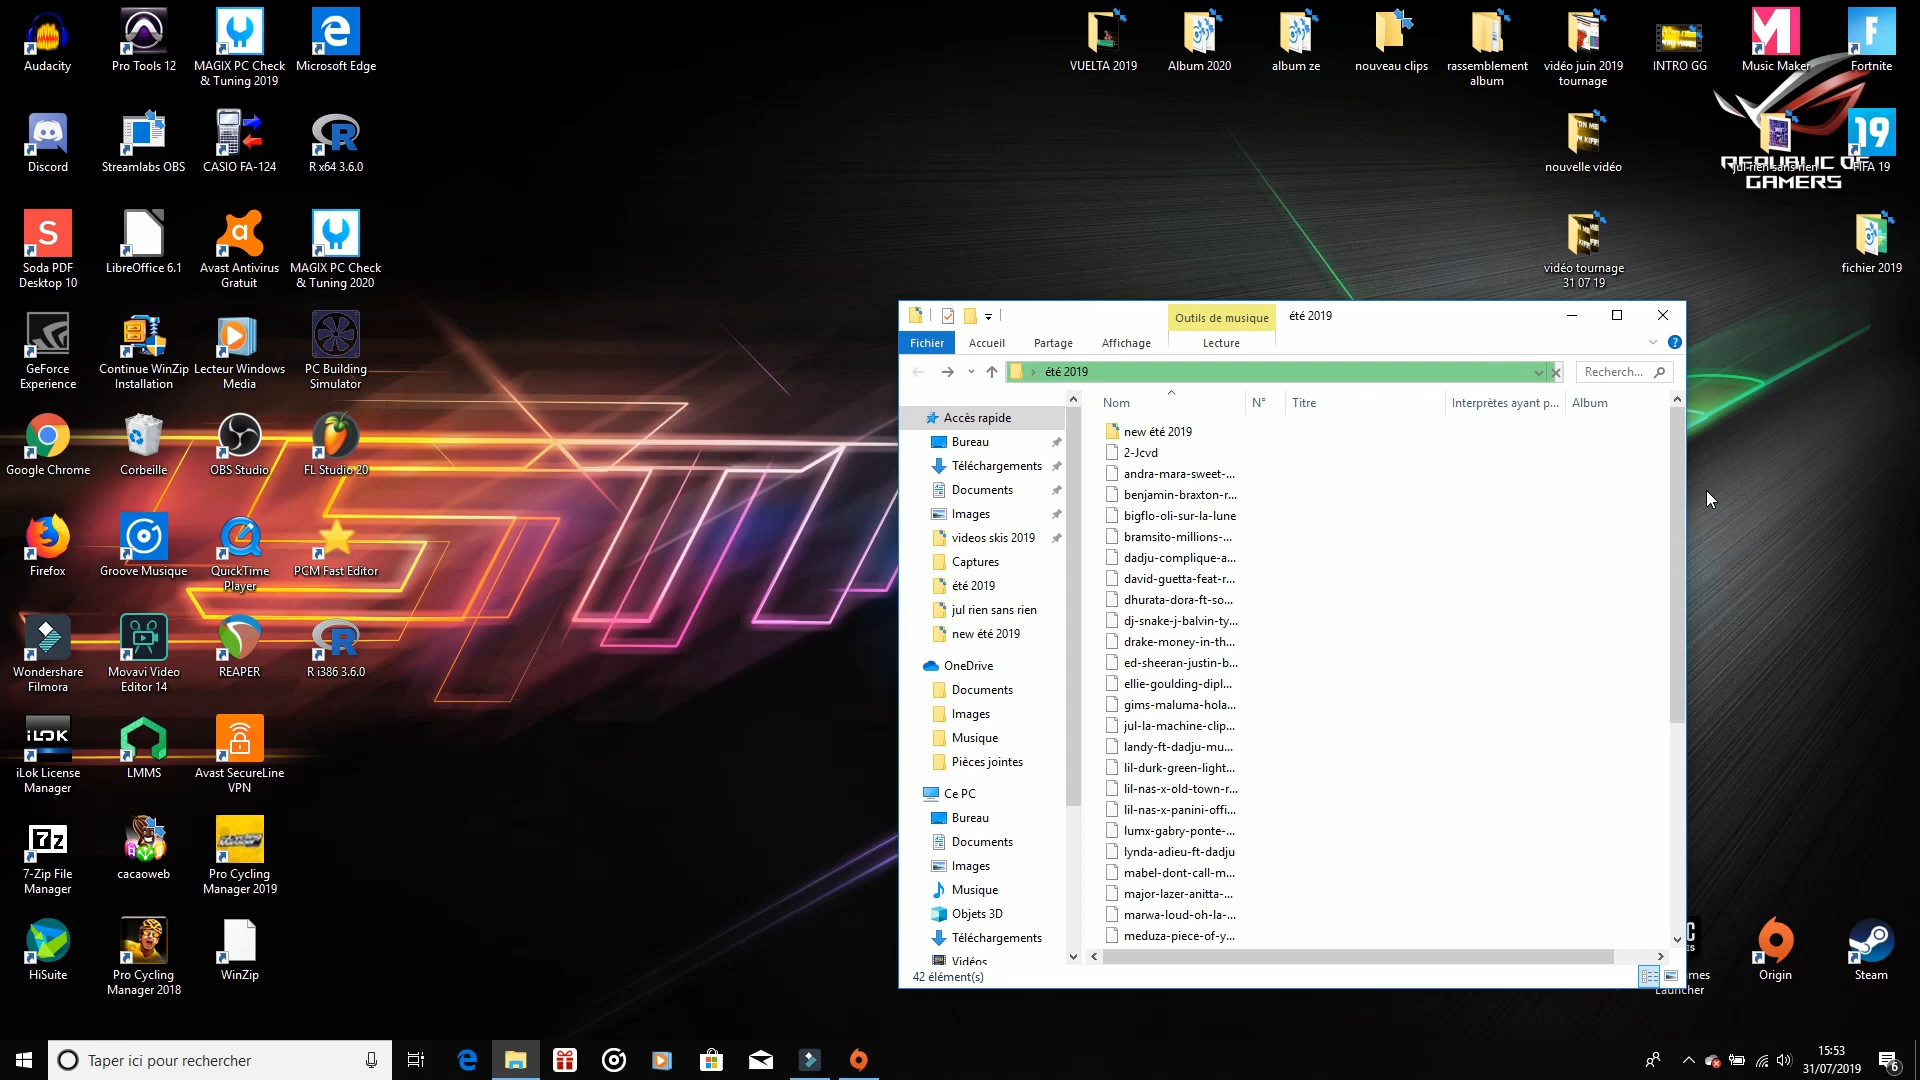 Audacity
Pro Tools 12
MAGIX PC Check
& Tuning 2019
Microsoft Edge
Discord
Streamlabs OBS
CASIO FA-124
R x64 3.6.0
Soda PDF
Desktop 10
LibreOffice 6.1
Avast Antivirus
Gratuit
MAGIX PC Check
& Tuning 2020
GeForce
Experience
Continue WinZip
Installation
Lecteur Windows
Media
PC Building
Simulator
Google Chrome
Corbeille
OBS Studio
FL Studio 20
Firefox
Groove Musique
QuickTime
Player
PCM Fast Editor
Wondershare
Filmora
Movavi Video
Editor 14
REAPER
R i386 3.6.0
iLOK
iLok License
Manager
LMMS
Avast SecureLine
VPN
7z
7-Zip File
Manager
cacaoweb
Pro Cycling
Manager 2019
HiSuite
Pro Cycling
Manager 2018
WinZip
VUELTA 2019
Album 2020
album ze
nouveau clips
rassemblement
album
vidéo juin 2019
tournage
INTRO GG
Music Maker
Fortnite
nouvelle vidéo
jul rien sans rien
19
FIFA 19
REPUBLIC OF
GAMERS
vidéo tournage
31 07 19
fichier 2019
Outils de musique
été 2019
Fichier
Accueil
Partage
Affichage
Lecture
été 2019
Recherch...
Nom
N°
Titre
Interprètes ayant p...
Album
Accès rapide
Bureau
Téléchargements
Documents
Images
videos skis 2019
Captures
été 2019
jul rien sans rien
new été 2019
OneDrive
Documents
Images
Musique
Pièces jointes
Ce PC
Bureau
Documents
Images
Musique
Objets 3D
Téléchargements
Vidéos
new été 2019
2-Jcvd
andra-mara-sweet-...
benjamin-braxton-r...
bigflo-oli-sur-la-lune
bramsito-millions-...
dadju-complique-a...
david-guetta-feat-r...
dhurata-dora-ft-so...
dj-snake-j-balvin-ty...
drake-money-in-th...
ed-sheeran-justin-b...
ellie-goulding-dipl...
gims-maluma-hola...
jul-la-machine-clip...
landy-ft-dadju-mu...
lil-durk-green-light...
lil-nas-x-old-town-r...
lil-nas-x-panini-offi...
lumx-gabry-ponte-...
lynda-adieu-ft-dadju
mabel-dont-call-m...
major-lazer-anitta-...
marwa-loud-oh-la-...
meduza-piece-of-y...
42 élément(s)
Launcher
Origin
Steam
Taper ici pour rechercher
15:53
31/07/2019
6